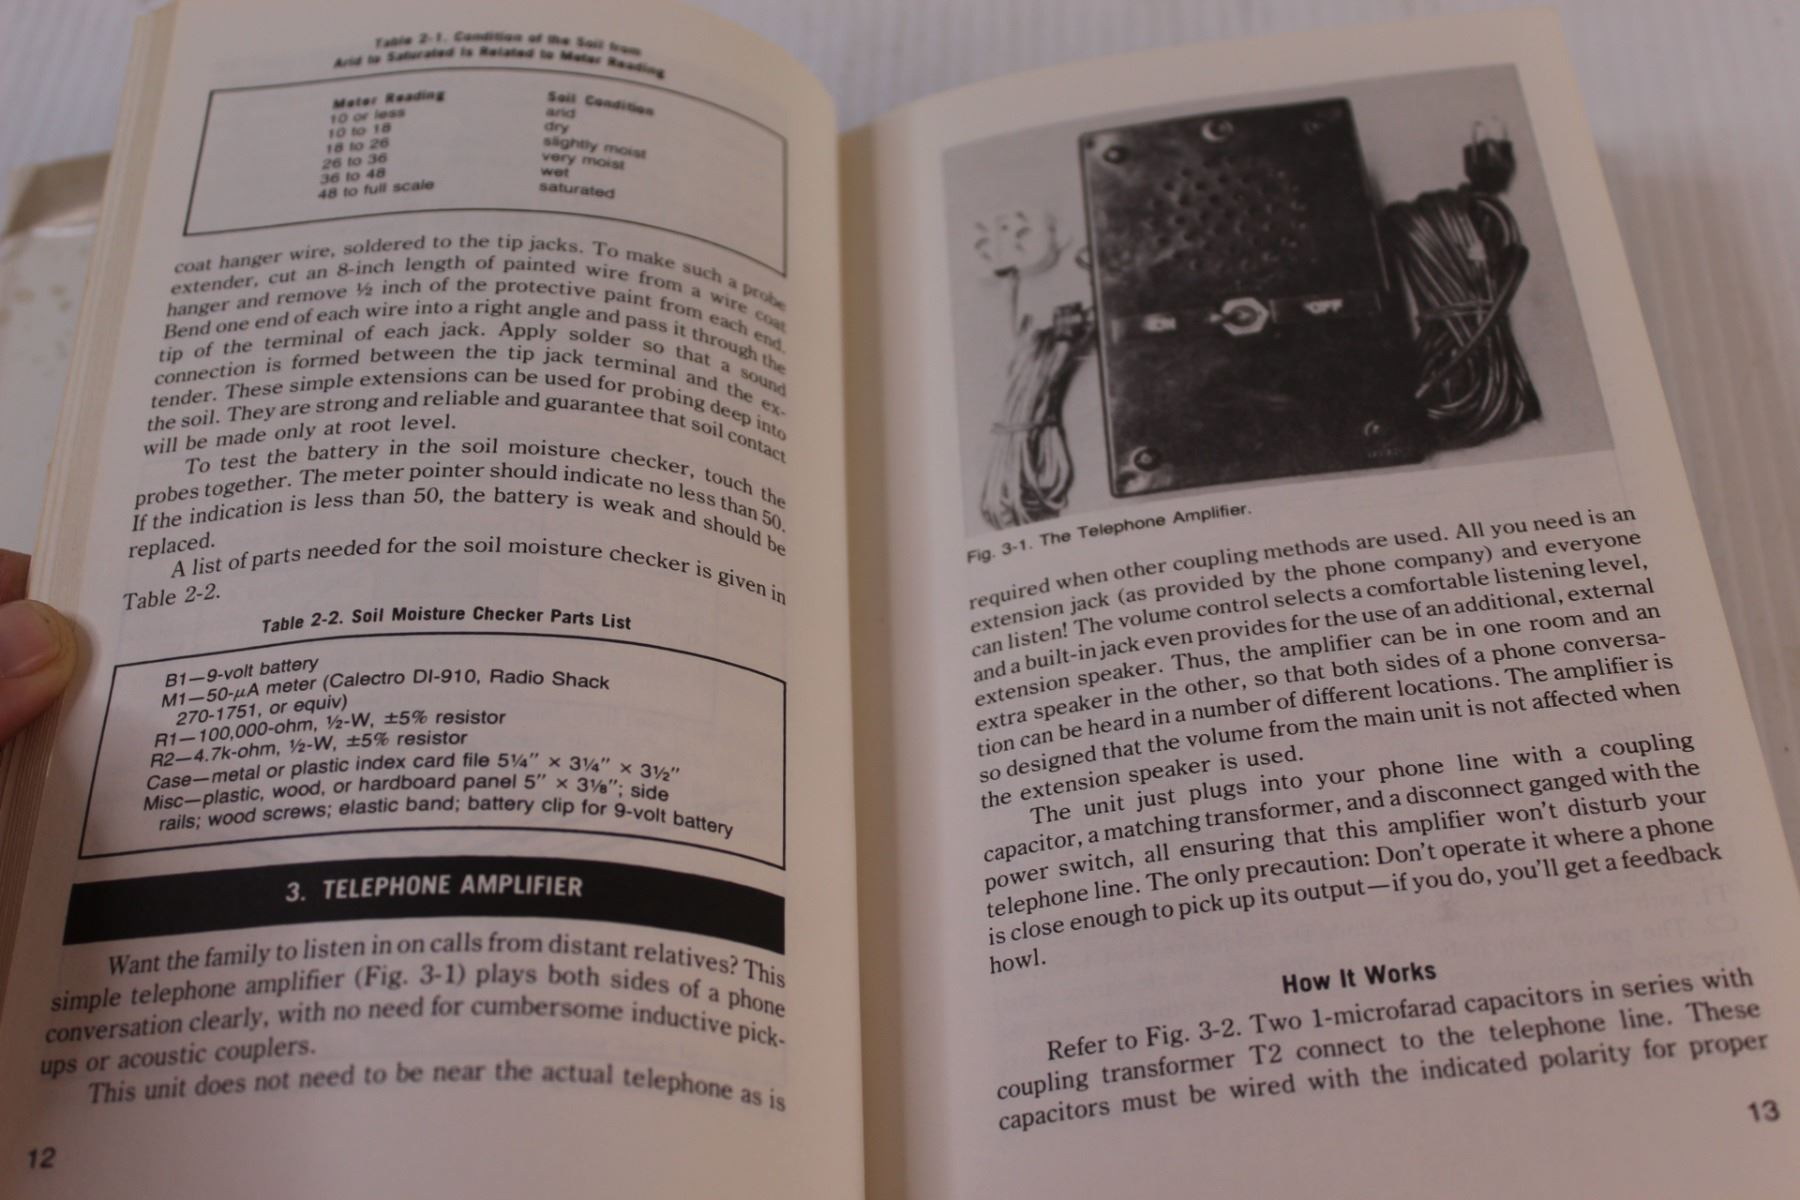 Table 2-1. Condition of the Soil from
Arid to Saturated Is Related to Meter Reading
Meter Reading Soil Condition
10 or less arid
10 to 18 dry
18 to 26 slightly moist
26 to 36 very moist
36 to 48 wet
48 to full scale saturated
coat hanger wire, soldered to the tip jacks. To make such a probe
extender, cut an 8-inch length of painted wire from a wire coat
hanger and remove ½ inch of the protective paint from each end.
Bend one end of each wire into a right angle and pass it through the
tip of the terminal of each jack. Apply solder so that a sound
connection is formed between the tip jack terminal and the ex-
tender. These simple extensions can be used for probing deep into
the soil. They are strong and reliable and guarantee that soil contact
will be made only at root level.
To test the battery in the soil moisture checker, touch the
probes together. The meter pointer should indicate no less than 50.
If the indication is less than 50, the battery is weak and should be
replaced.
A list of parts needed for the soil moisture checker is given in
Table 2-2.
Table 2-2. Soil Moisture Checker Parts List
B1—9-volt battery
M1—50-μA meter (Calectro DI-910, Radio Shack
270-1751, or equiv)
R1—100,000-ohm, ½-W, ±5% resistor
R2—4.7k-ohm, ½-W, ±5% resistor
Case—metal or plastic index card file 5¼″ × 3¼″ × 3½″
Misc—plastic, wood, or hardboard panel 5″ × 3⅛″; side
rails; wood screws; elastic band; battery clip for 9-volt battery
3. TELEPHONE AMPLIFIER
Want the family to listen in on calls from distant relatives? This
simple telephone amplifier (Fig. 3-1) plays both sides of a phone
conversation clearly, with no need for cumbersome inductive pick-
ups or acoustic couplers.
This unit does not need to be near the actual telephone as is
12
ON OFF
Fig. 3-1. The Telephone Amplifier.
required when other coupling methods are used. All you need is an
extension jack (as provided by the phone company) and everyone
can listen! The volume control selects a comfortable listening level,
and a built-in jack even provides for the use of an additional, external
extension speaker. Thus, the amplifier can be in one room and an
extra speaker in the other, so that both sides of a phone conversa-
tion can be heard in a number of different locations. The amplifier is
so designed that the volume from the main unit is not affected when
the extension speaker is used.
The unit just plugs into your phone line with a coupling
capacitor, a matching transformer, and a disconnect ganged with the
power switch, all ensuring that this amplifier won't disturb your
telephone line. The only precaution: Don't operate it where a phone
is close enough to pick up its output—if you do, you'll get a feedback
howl.
How It Works
Refer to Fig. 3-2. Two 1-microfarad capacitors in series with
coupling transformer T2 connect to the telephone line. These
capacitors must be wired with the indicated polarity for proper
13